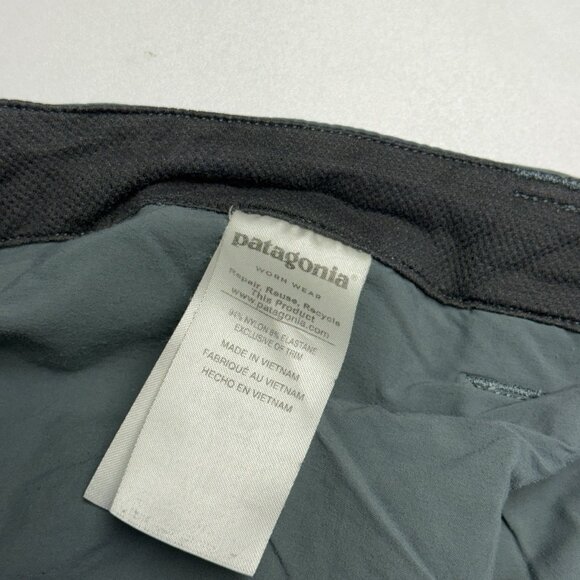 patagonia®
WORN WEAR
Repair, Reuse, Recycle
This Product
www.patagonia.com
94% NYLON 6% ELASTANE
EXCLUSIVE OF TRIM
MADE IN VIETNAM
FABRIQUÉ AU VIETNAM
HECHO EN VIETNAM